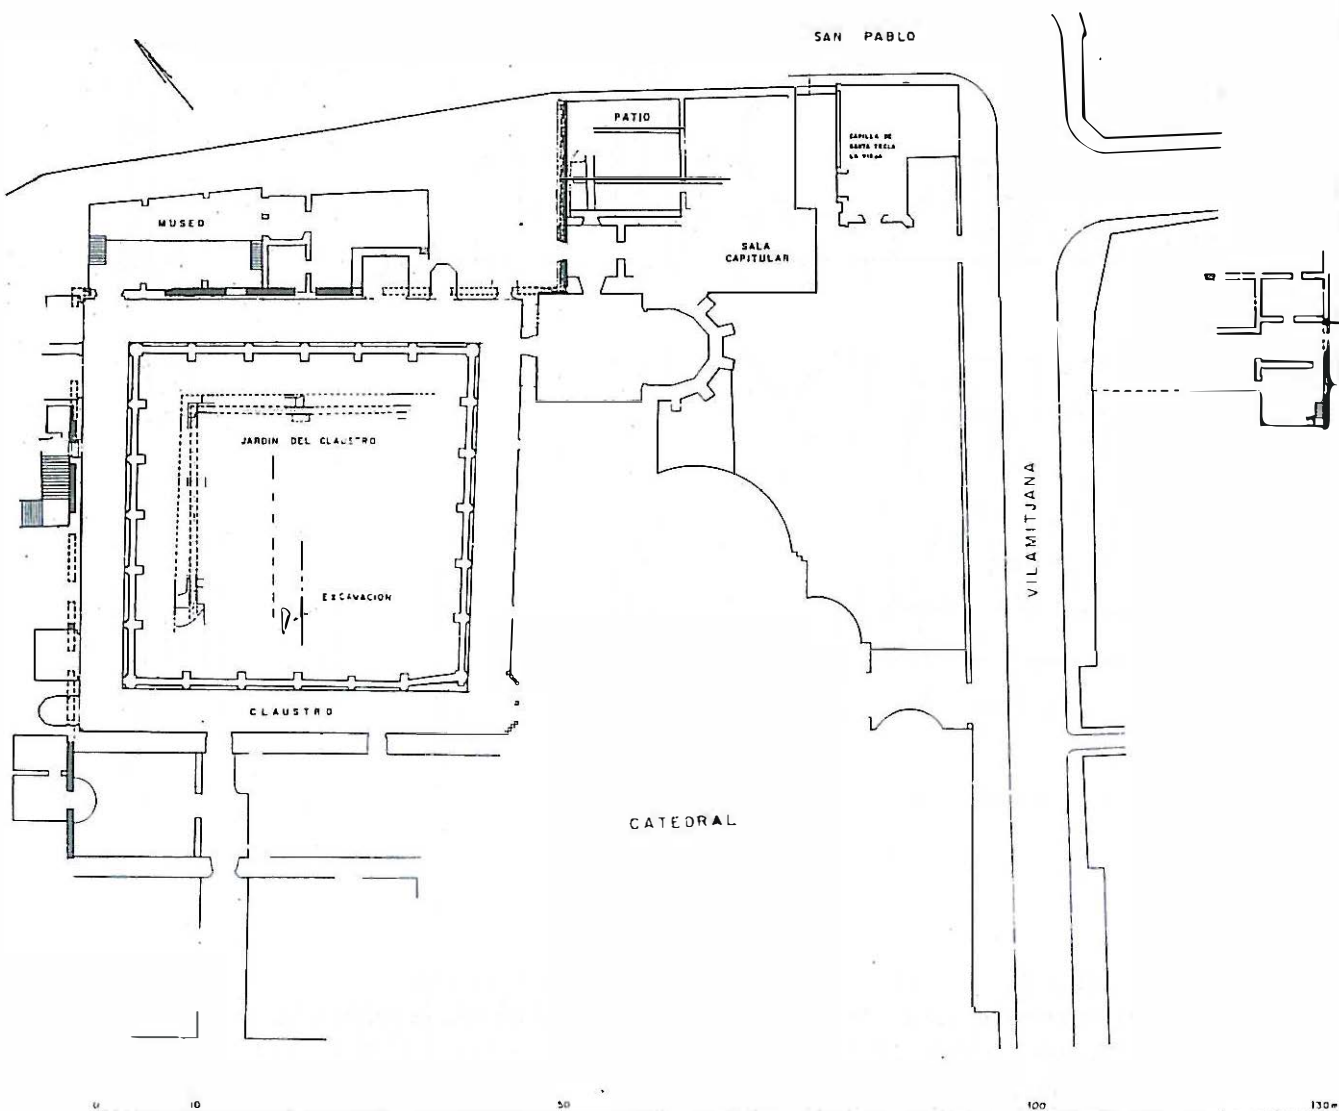 SAN PABLO
PATIO
CAPILLA DE
SANTA TECLA
LA VIEJA
MUSEO
SALA
CAPITULAR
JARDIN DEL CLAUSTRO
VILAMITJANA
EXCAVACION
CLAUSTRO
CATEDRAL
0 10 50 100 130m